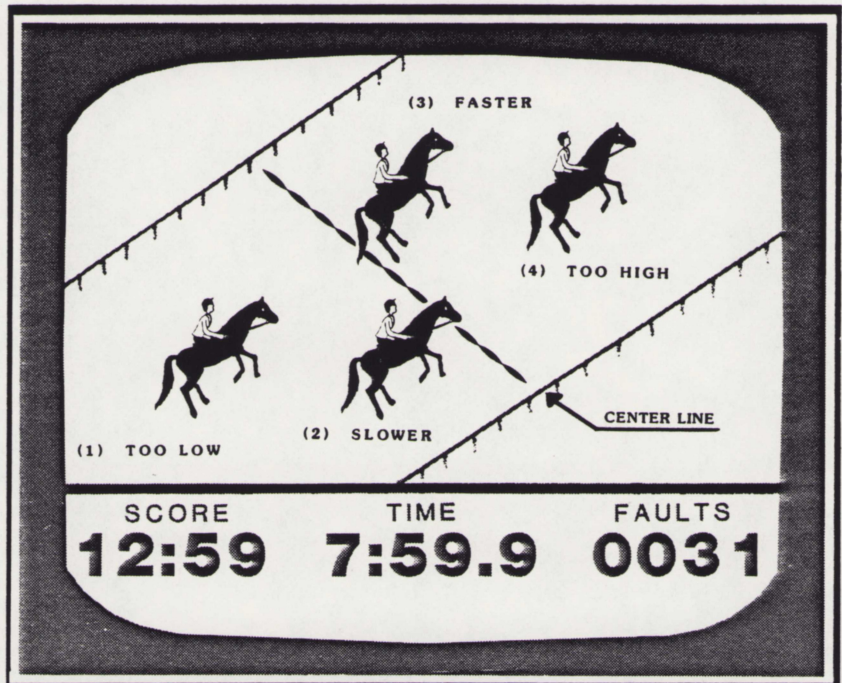 (3) FASTER
(4) TOO HIGH
CENTER LINE
(2) SLOWER
(1) TOO LOW
SCORE TIME FAULTS
12:59 7:59.9 0031